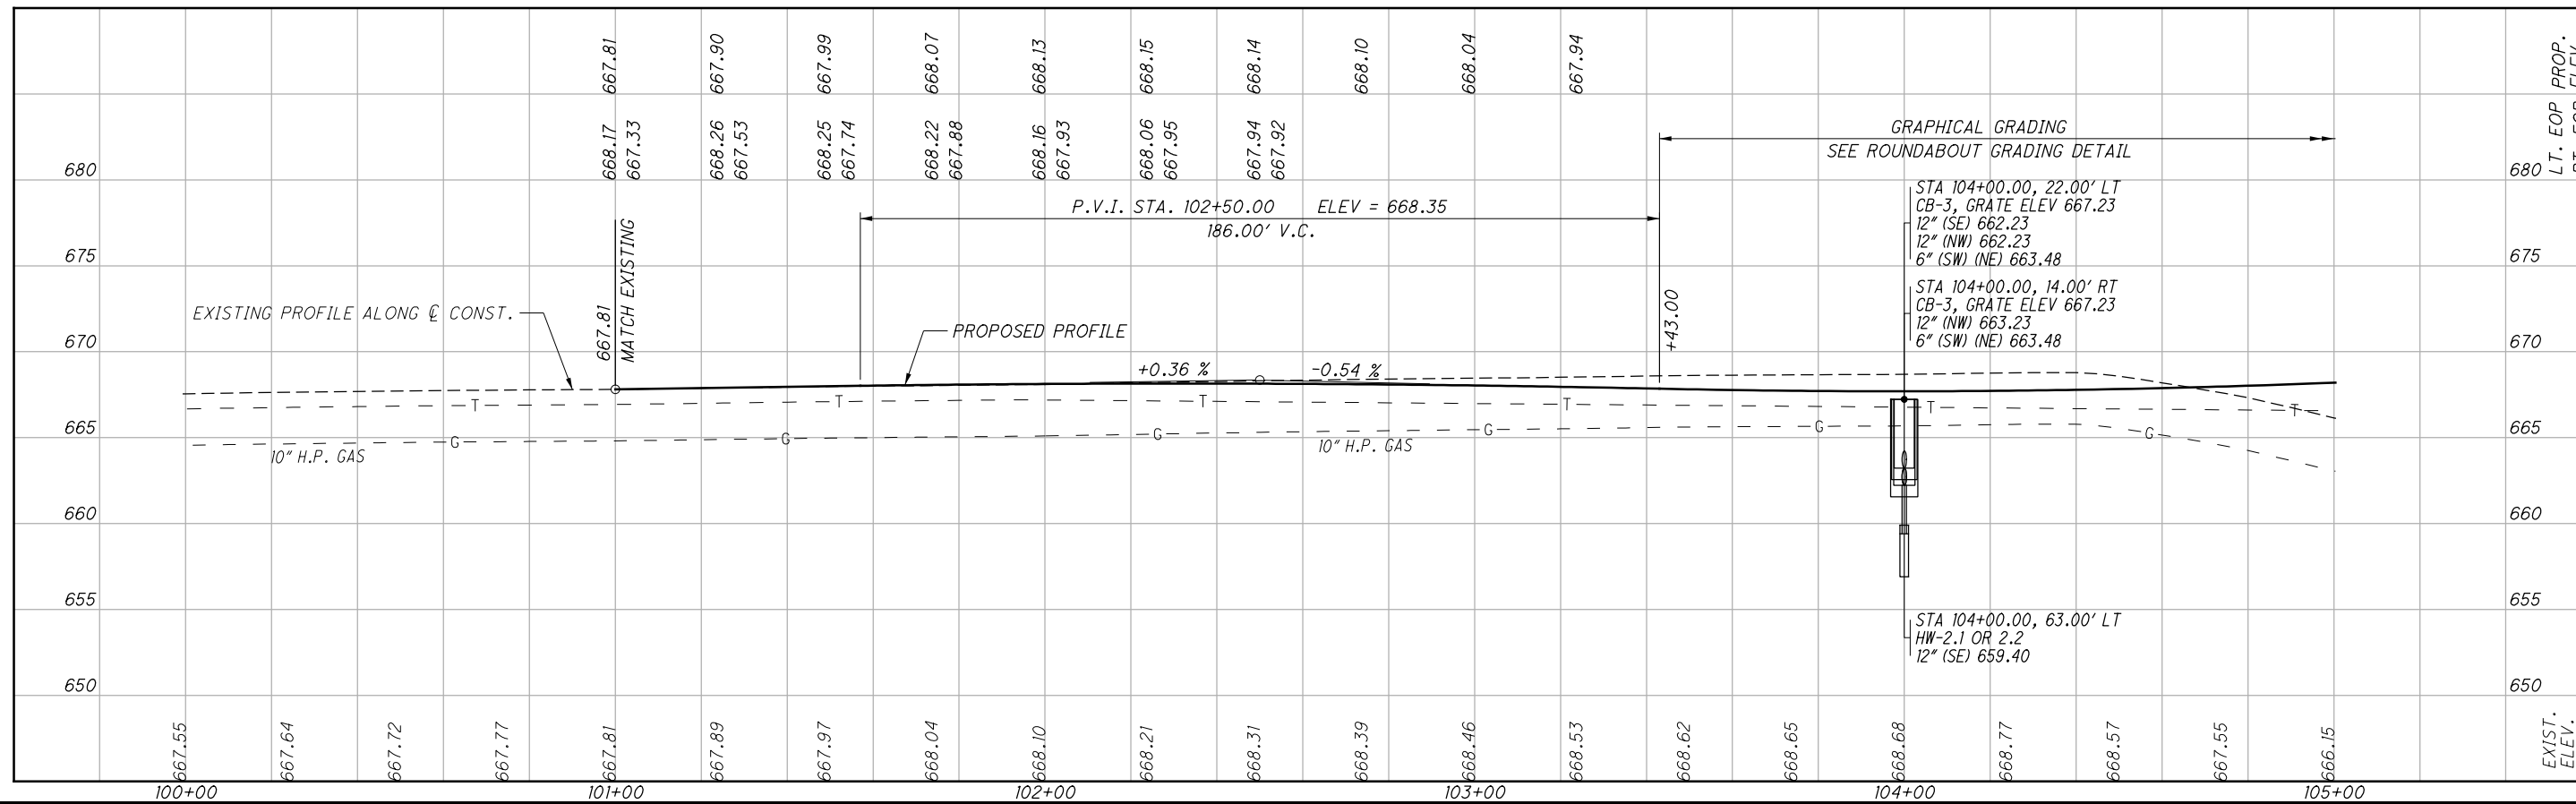 667.81 667.90 667.99 668.07 668.13 668.15 668.14 668.10 668.04 667.94
LT. EOP PROP.
668.17 668.26 668.25 668.22 668.16 668.06 667.94
667.33 667.53 667.74 667.88 667.93 667.95 667.92
GRAPHICAL GRADING
SEE ROUNDABOUT GRADING DETAIL
680 680
STA 104+00.00, 22.00' LT
CB-3, GRATE ELEV 667.23
12" (SE) 662.23
12" (NW) 662.23
6" (SW) (NE) 663.48
P.V.I. STA. 102+50.00 ELEV = 668.35
186.00' V.C.
675 675
STA 104+00.00, 14.00' RT
CB-3, GRATE ELEV 667.23
12" (NW) 663.23
6" (SW) (NE) 663.48
667.81
MATCH EXISTING
EXISTING PROFILE ALONG ℄ CONST.
PROPOSED PROFILE
+43.00
670 670
+0.36 % -0.54 %
T T T T T T
665 665
G G G G G G
10" H.P. GAS 10" H.P. GAS
660 660
655 655
STA 104+00.00, 63.00' LT
HW-2.1 OR 2.2
12" (SE) 659.40
650 650
667.55 667.64 667.72 667.77 667.81 667.89 667.97 668.04 668.10 668.21 668.31 668.39 668.46 668.53 668.62 668.65 668.68 668.77 668.57 667.55 666.15
EXIST.
ELEV.
100+00 101+00 102+00 103+00 104+00 105+00